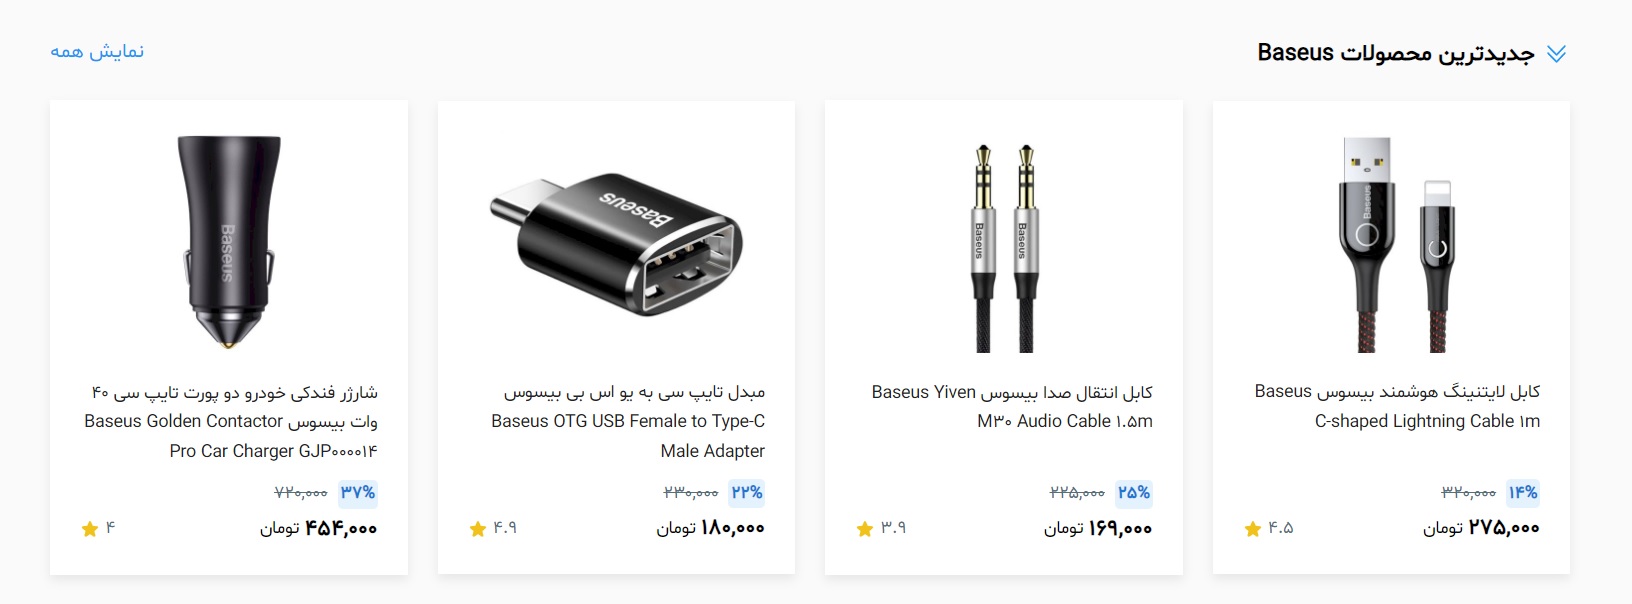 جدیدترین محصولات Baseus
نمایش همه
Baseus
کابل لایتنینگ هوشمند بیسوس Baseus
C-shaped Lightning Cable ۱m
۱۴%
۳۲۰,۰۰۰
۲۷۵,۰۰۰ تومان
۴.۵
Baseus
Baseus
کابل انتقال صدا بیسوس Baseus Yiven
M۳۰ Audio Cable ۱.۵m
۲۵%
۲۲۵,۰۰۰
۱۶۹,۰۰۰ تومان
۳.۹
Baseus
مبدل تایپ سی به یو اس بی بیسوس
Baseus OTG USB Female to Type-C
Male Adapter
۲۲%
۲۳۰,۰۰۰
۱۸۰,۰۰۰ تومان
۴.۹
Baseus
شارژر فندکی خودرو دو پورت تایپ سی ۴۰
وات بیسوس Baseus Golden Contactor
Pro Car Charger GJP۰۰۰۰۱۴
۳۷%
۷۲۰,۰۰۰
۴۵۴,۰۰۰ تومان
۴